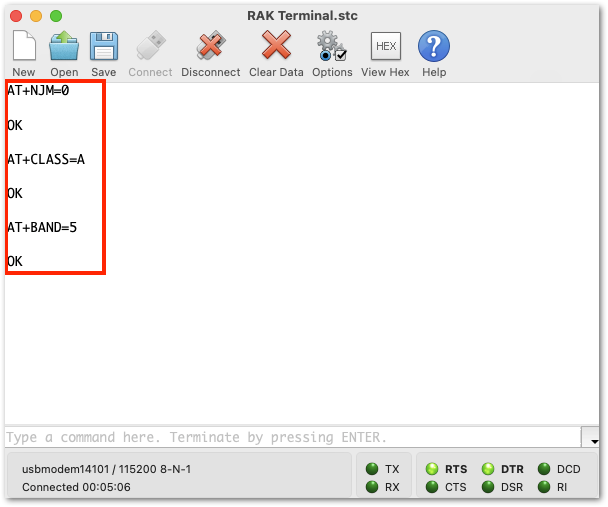 RAK Terminal.stc
New Open Save Connect Disconnect Clear Data Options HEX View Hex Help
AT+NJM=0
OK
AT+CLASS=A
OK
AT+BAND=5
OK
Type a command here. Terminate by pressing ENTER.
usbmodem14101 / 115200 8-N-1
Connected 00:05:06
TX RTS DTR DCD
RX CTS DSR RI